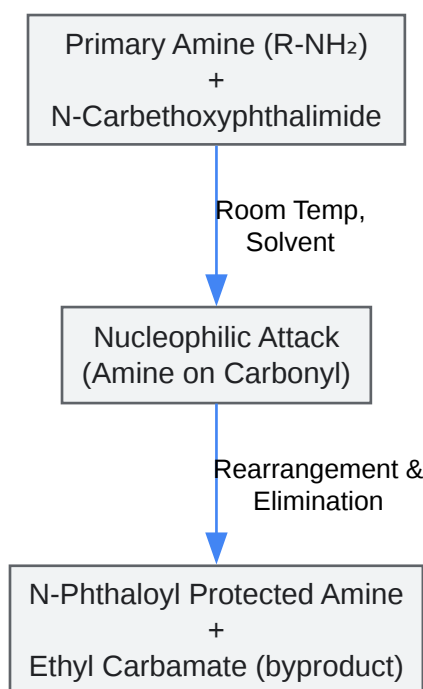 Primary Amine (R-NH₂)
+
N-Carbethoxyphthalimide
Room Temp,
Solvent
Nucleophilic Attack
(Amine on Carbonyl)
Rearrangement &
Elimination
N-Phthaloyl Protected Amine
+
Ethyl Carbamate (byproduct)